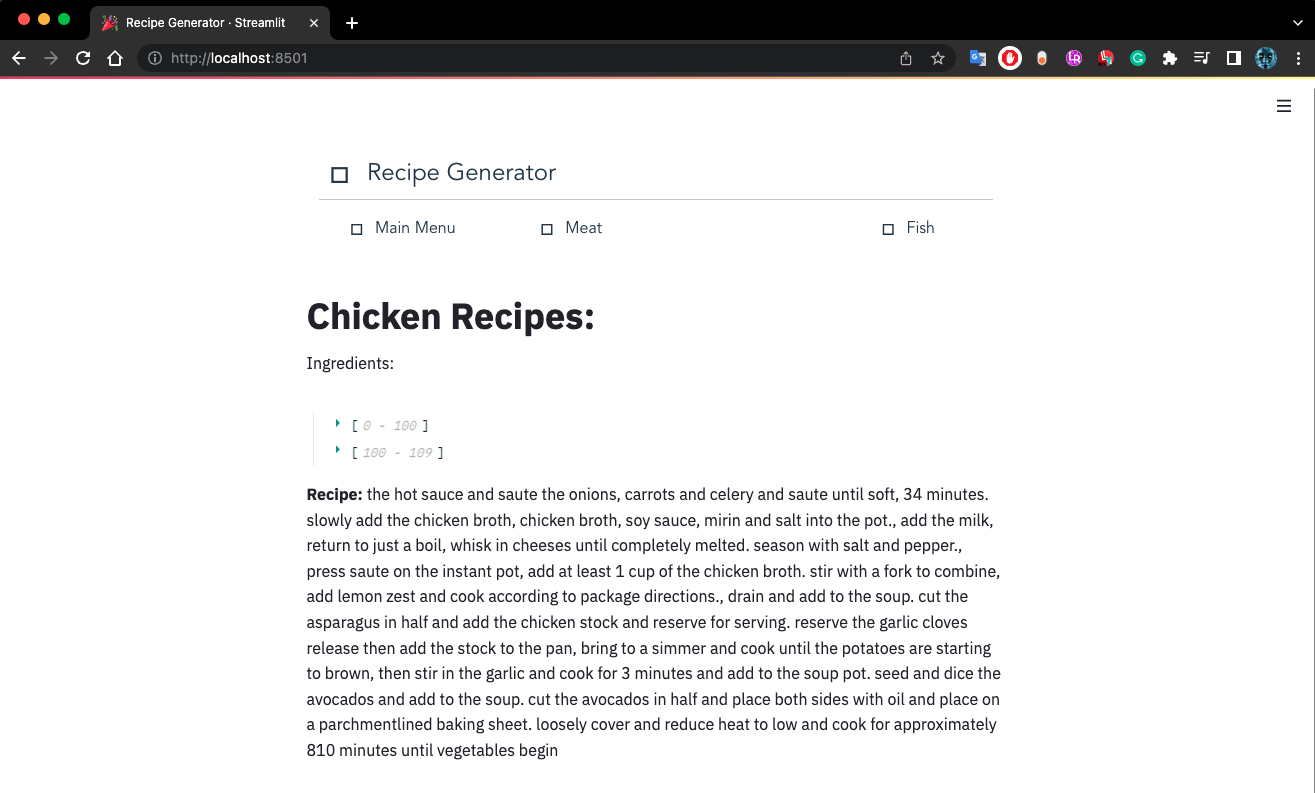 Recipe Generator · Streamlit
http://localhost:8501
Recipe Generator
Main Menu Meat Fish
Chicken Recipes:
Ingredients:
[ 0 - 100 ]
[ 100 - 109 ]
Recipe: the hot sauce and saute the onions, carrots and celery and saute until soft, 34 minutes.
slowly add the chicken broth, chicken broth, soy sauce, mirin and salt into the pot., add the milk,
return to just a boil, whisk in cheeses until completely melted. season with salt and pepper.,
press saute on the instant pot, add at least 1 cup of the chicken broth. stir with a fork to combine,
add lemon zest and cook according to package directions., drain and add to the soup. cut the
asparagus in half and add the chicken stock and reserve for serving. reserve the garlic cloves
release then add the stock to the pan, bring to a simmer and cook until the potatoes are starting
to brown, then stir in the garlic and cook for 3 minutes and add to the soup pot. seed and dice the
avocados and add to the soup. cut the avocados in half and place both sides with oil and place on
a parchmentlined baking sheet. loosely cover and reduce heat to low and cook for approximately
810 minutes until vegetables begin